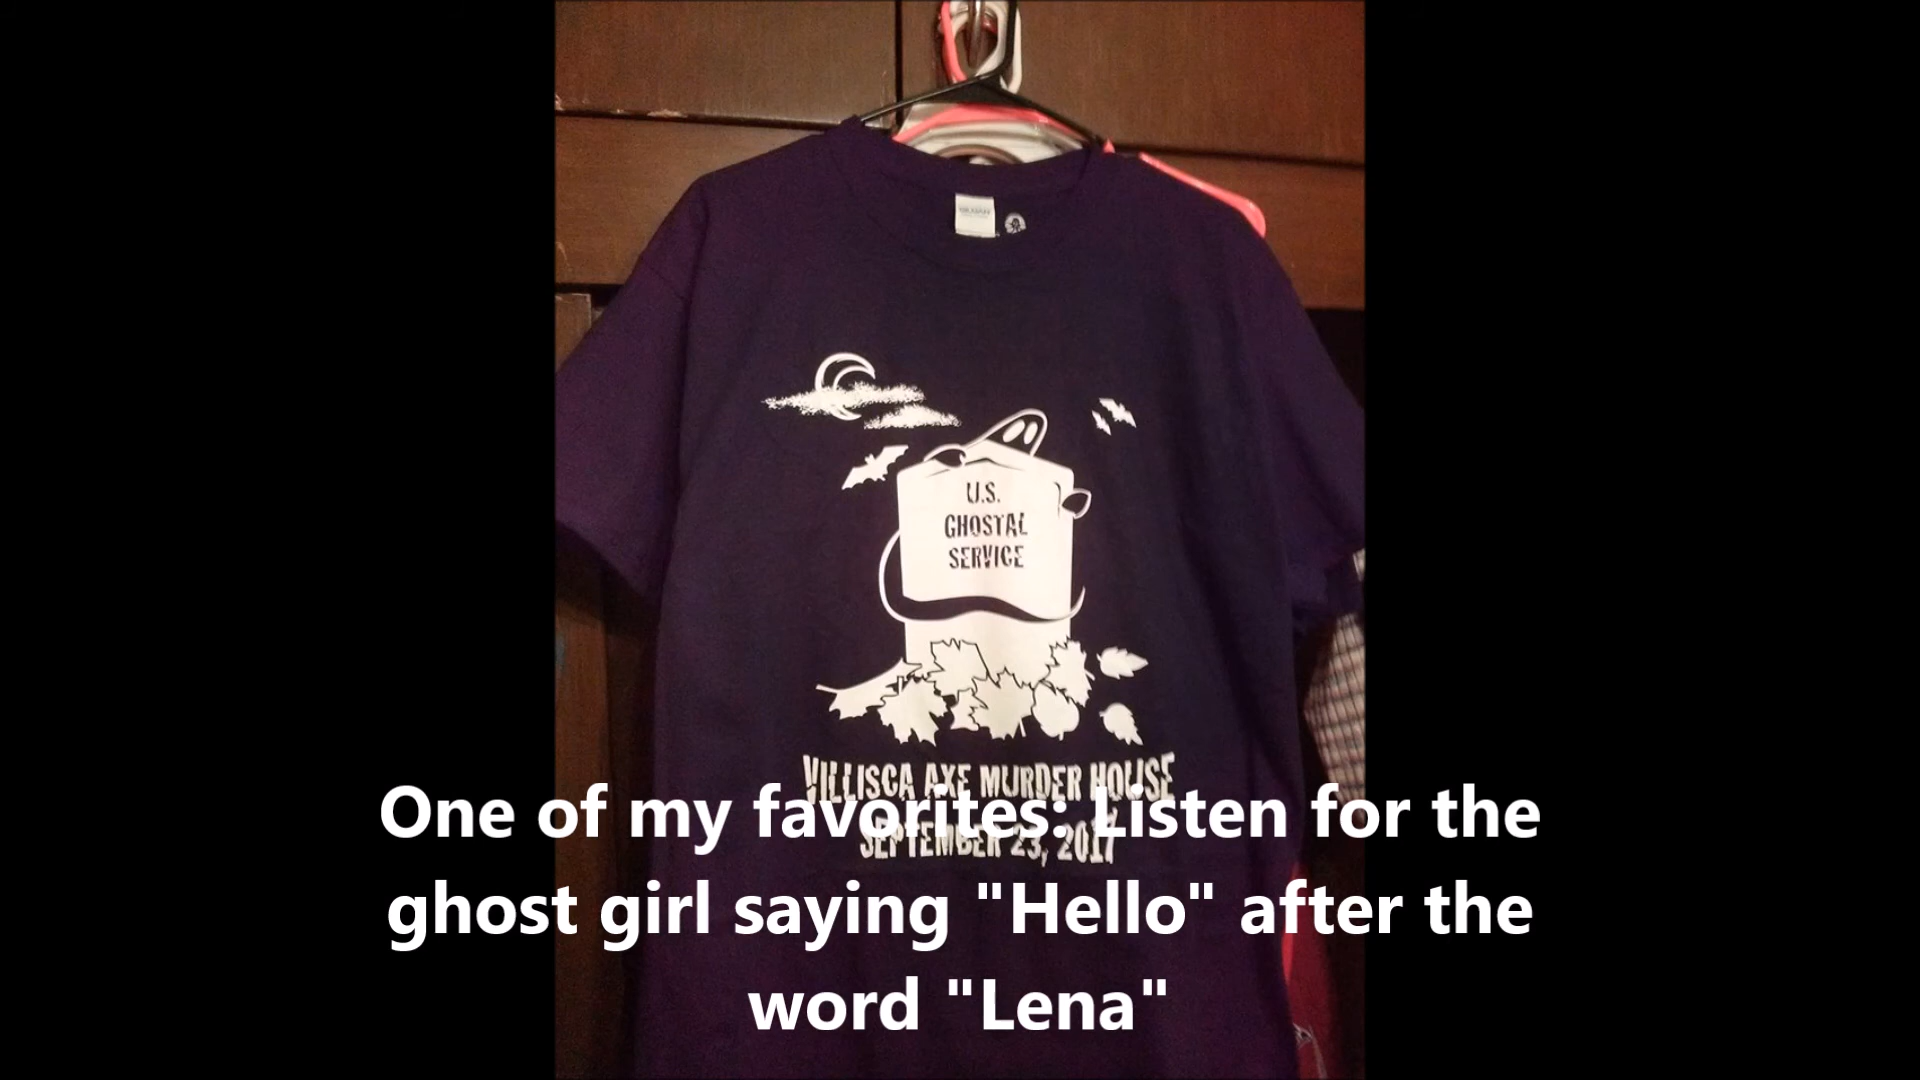 U.S.
GHOSTAL
SERVICE
VILLISCA AXE MURDER HOUSE
SEPTEMBER 23, 2017
One of my favorites: Listen for the
ghost girl saying "Hello" after the
word "Lena"